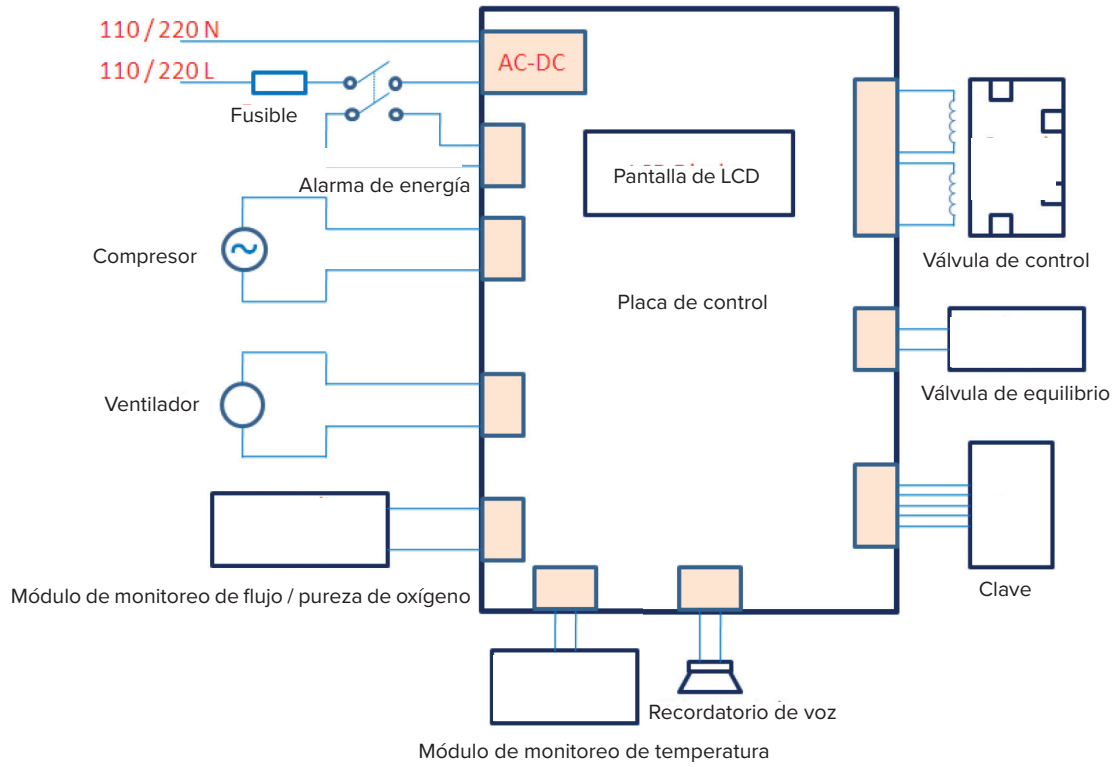 110 / 220 N
110 / 220 L
AC-DC
Fusible
Alarma de energía
Pantalla de LCD
Compresor
Válvula de control
Placa de control
Ventilador
Válvula de equilibrio
Módulo de monitoreo de flujo / pureza de oxígeno
Clave
Recordatorio de voz
Módulo de monitoreo de temperatura